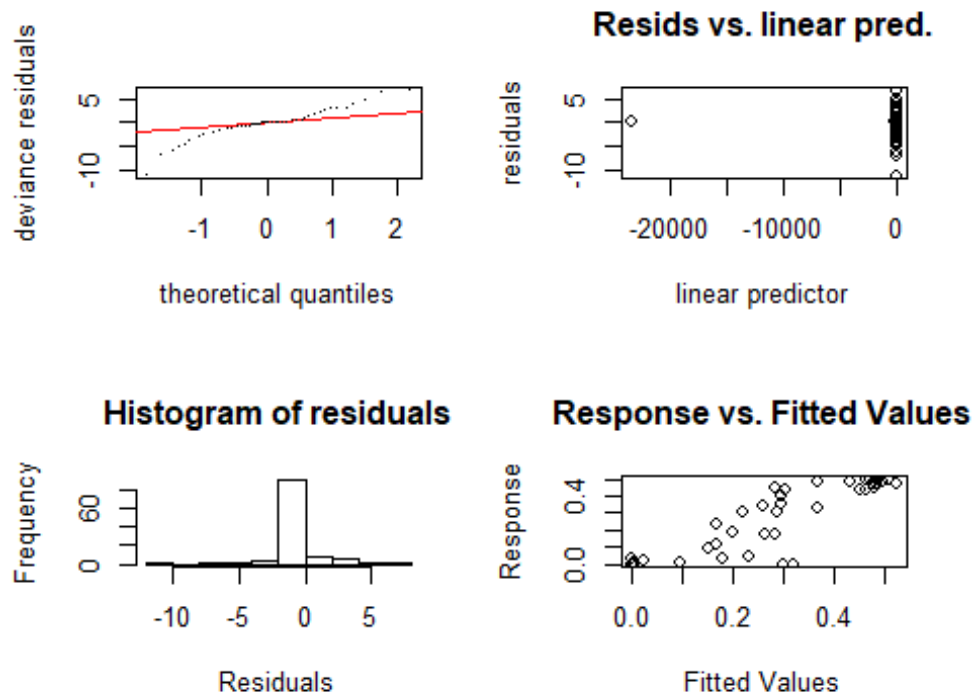 deviance residuals
5
-10
-1 0 1 2
theoretical quantiles
Resids vs. linear pred.
residuals
5
-10
-20000 -10000 0
linear predictor
Histogram of residuals
Frequency
60
0
-10 -5 0 5
Residuals
Response vs. Fitted Values
Response
0.4
0.0
0.0 0.2 0.4
Fitted Values